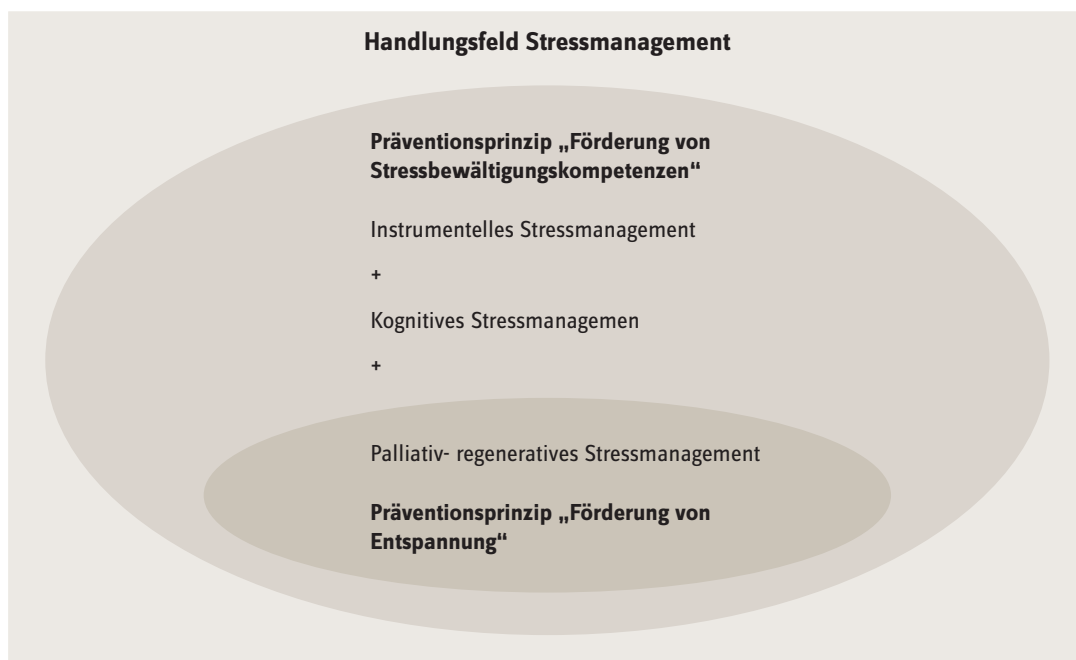 Handlungsfeld Stressmanagement
Präventionsprinzip „Förderung von
Stressbewältigungskompetenzen“
Instrumentelles Stressmanagement
+
Kognitives Stressmanagemen
+
Palliativ- regeneratives Stressmanagement
Präventionsprinzip „Förderung von
Entspannung“